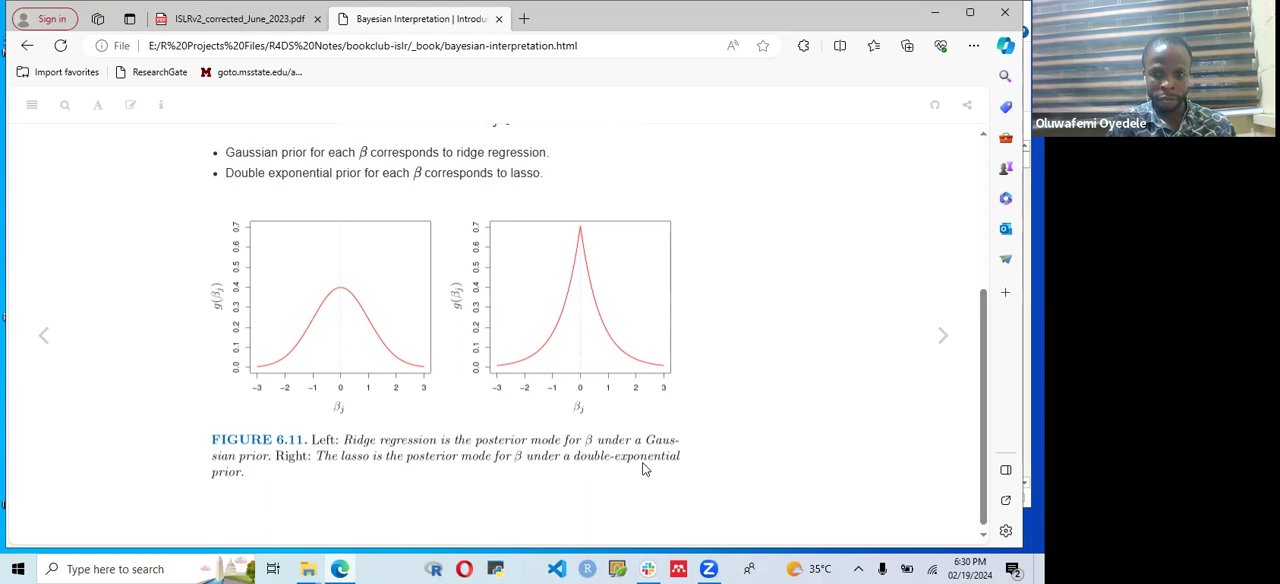 Sign in
ISLRv2_corrected_June_2023.pdf
Bayesian Interpretation | Introdu
File
E:/R%20Projects%20Files/R4DS%20Notes/bookclub-islr/_book/bayesian-interpretation.html
Import favorites
ResearchGate
goto.msstate.edu/a...
Oluwafemi Oyedele
• Gaussian prior for each β corresponds to ridge regression.
• Double exponential prior for each β corresponds to lasso.
0.0 0.1 0.2 0.3 0.4 0.5 0.6 0.7
g(βj)
-3 -2 -1 0 1 2 3
βj
0.0 0.1 0.2 0.3 0.4 0.5 0.6 0.7
g(βj)
-3 -2 -1 0 1 2 3
βj
FIGURE 6.11. Left: Ridge regression is the posterior mode for β under a Gaus-
sian prior. Right: The lasso is the posterior mode for β under a double-exponential
prior.
Type here to search
35°C
6:30 PM
02/19/2024